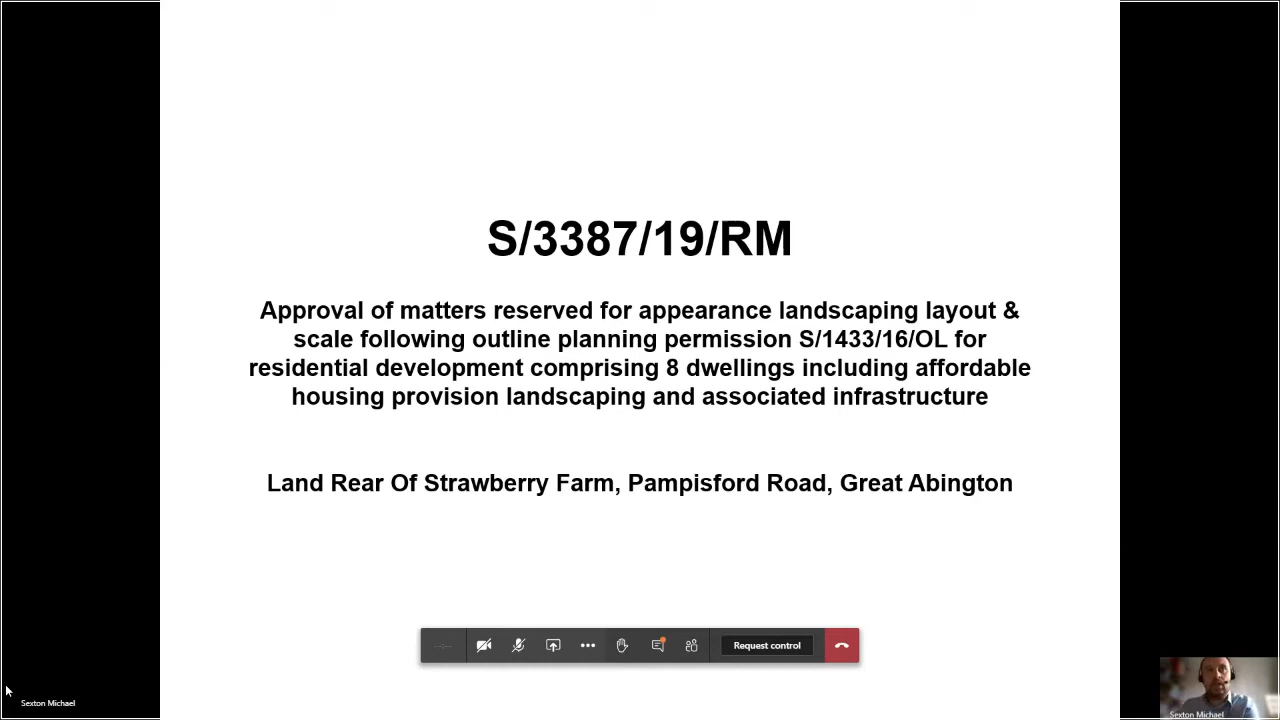 S/3387/19/RM
Approval of matters reserved for appearance landscaping layout &
scale following outline planning permission S/1433/16/OL for
residential development comprising 8 dwellings including affordable
housing provision landscaping and associated infrastructure
Land Rear Of Strawberry Farm, Pampisford Road, Great Abington
Request control
Sexton Michael
Sexton Michael